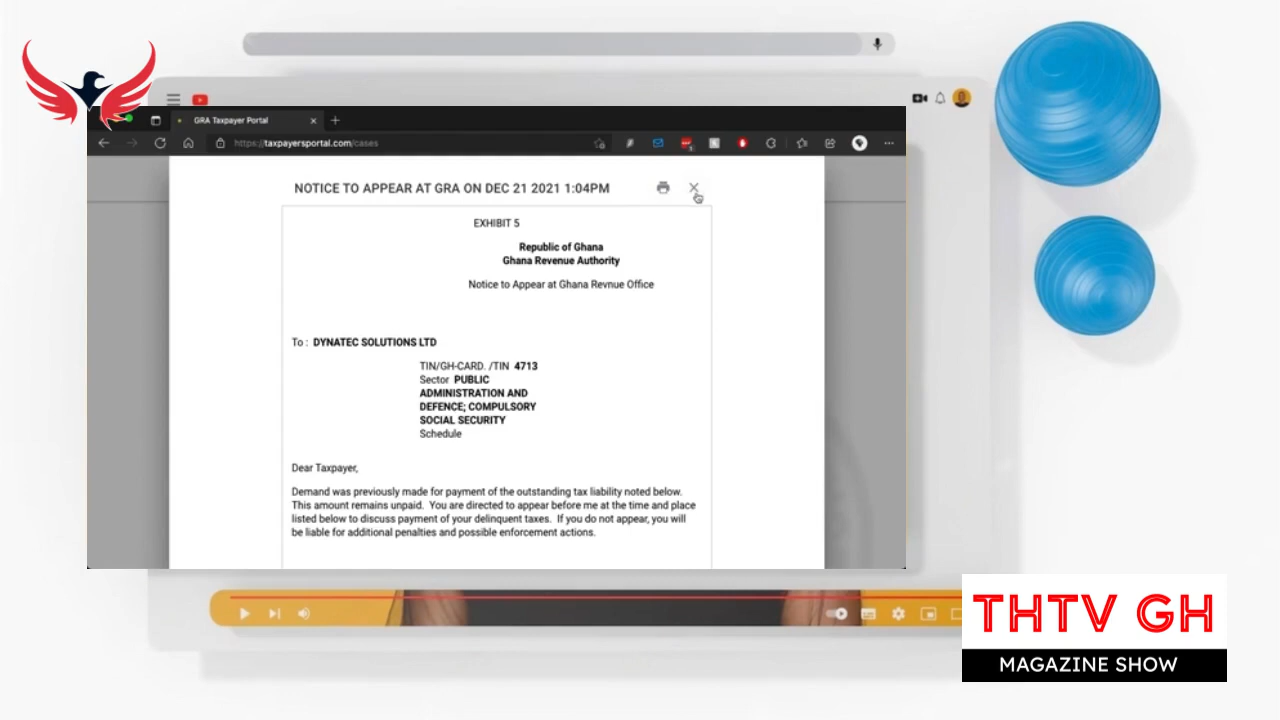 GRA Taxpayer Portal
https://taxpayersportal.com/cases
NOTICE TO APPEAR AT GRA ON DEC 21 2021 1:04PM
EXHIBIT 5
Republic of Ghana
Ghana Revenue Authority
Notice to Appear at Ghana Revnue Office
To : DYNATEC SOLUTIONS LTD
TIN/GH-CARD. /TIN 4713
Sector PUBLIC
ADMINISTRATION AND
DEFENCE; COMPULSORY
SOCIAL SECURITY
Schedule
Dear Taxpayer,
Demand was previously made for payment of the outstanding tax liability noted below.
This amount remains unpaid. You are directed to appear before me at the time and place
listed below to discuss payment of your delinquent taxes. If you do not appear, you will
be liable for additional penalties and possible enforcement actions.
THTV GH
MAGAZINE SHOW